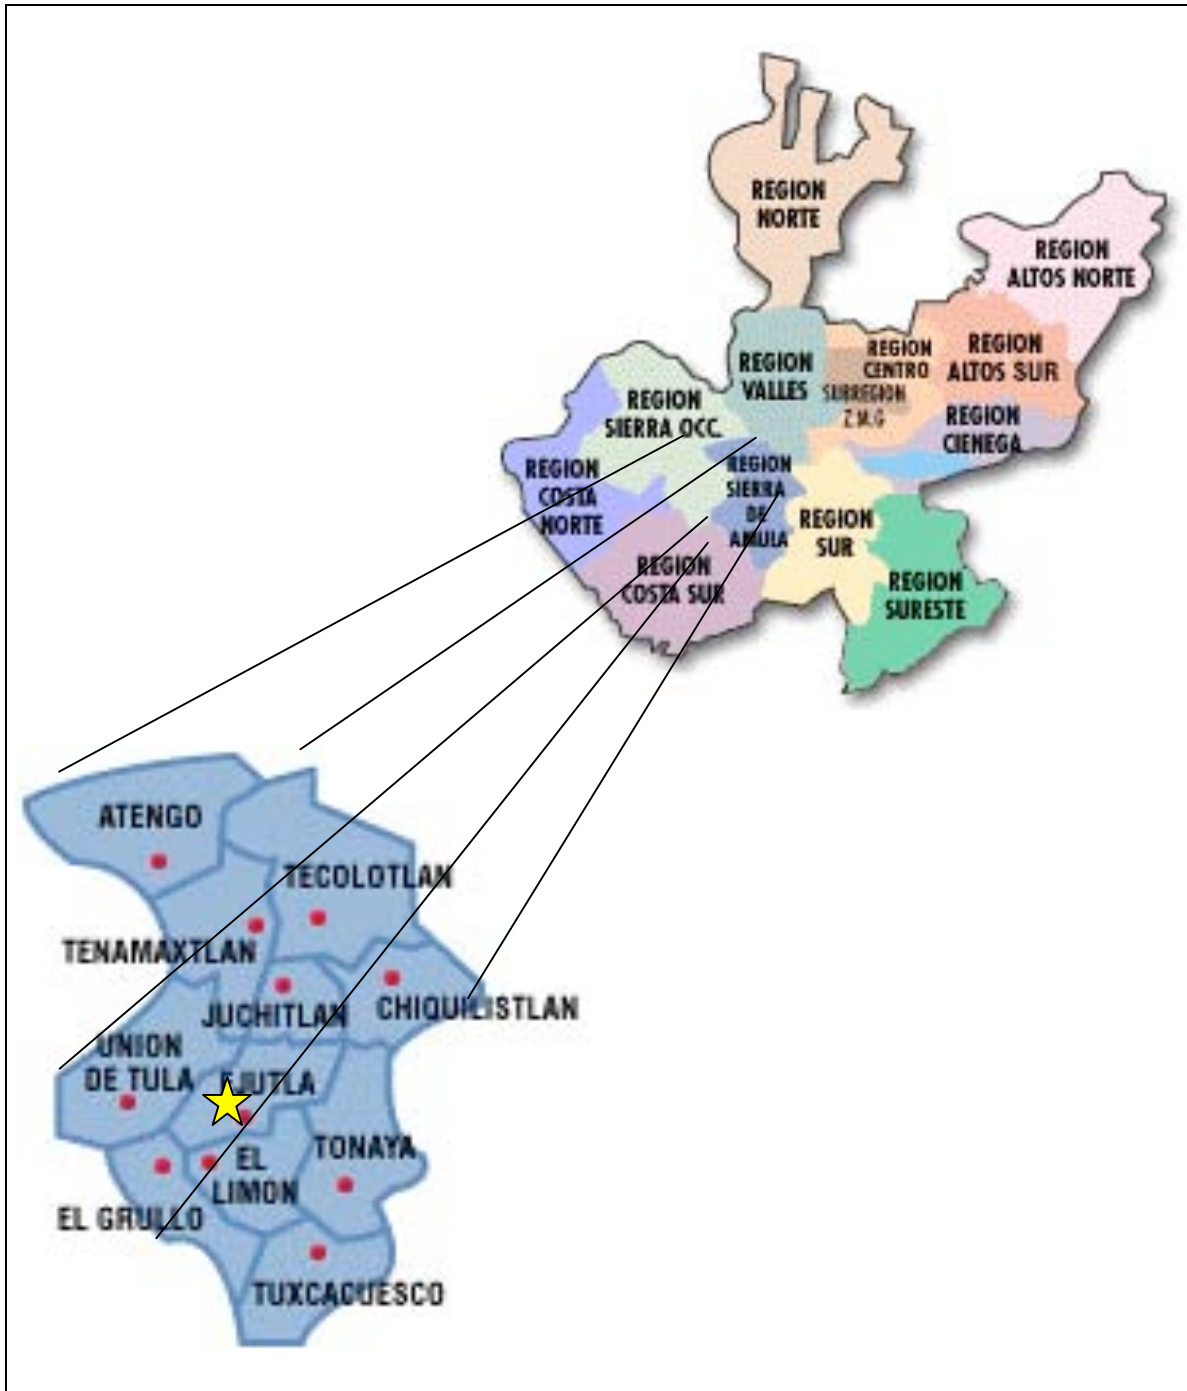 REGION
NORTE
REGION
ALTOS NORTE
REGION
VALLES
REGION
CENTRO
SUBREGION
Z.M.G
REGION
ALTOS SUR
REGION
CIENEGA
REGION
SIERRA OCC.
REGION
COSTA
NORTE
REGION
SIERRA
DE
AMULA
REGION
SUR
REGION
COSTA SUR
REGION
SURESTE
ATENGO
TECOLOTLAN
TENAMAXTLAN
JUCHITLAN
CHIQUILISTLAN
UNION
DE TULA
EJUTLA
TONAYA
EL
LIMON
EL GRULLO
TUXCACUESCO